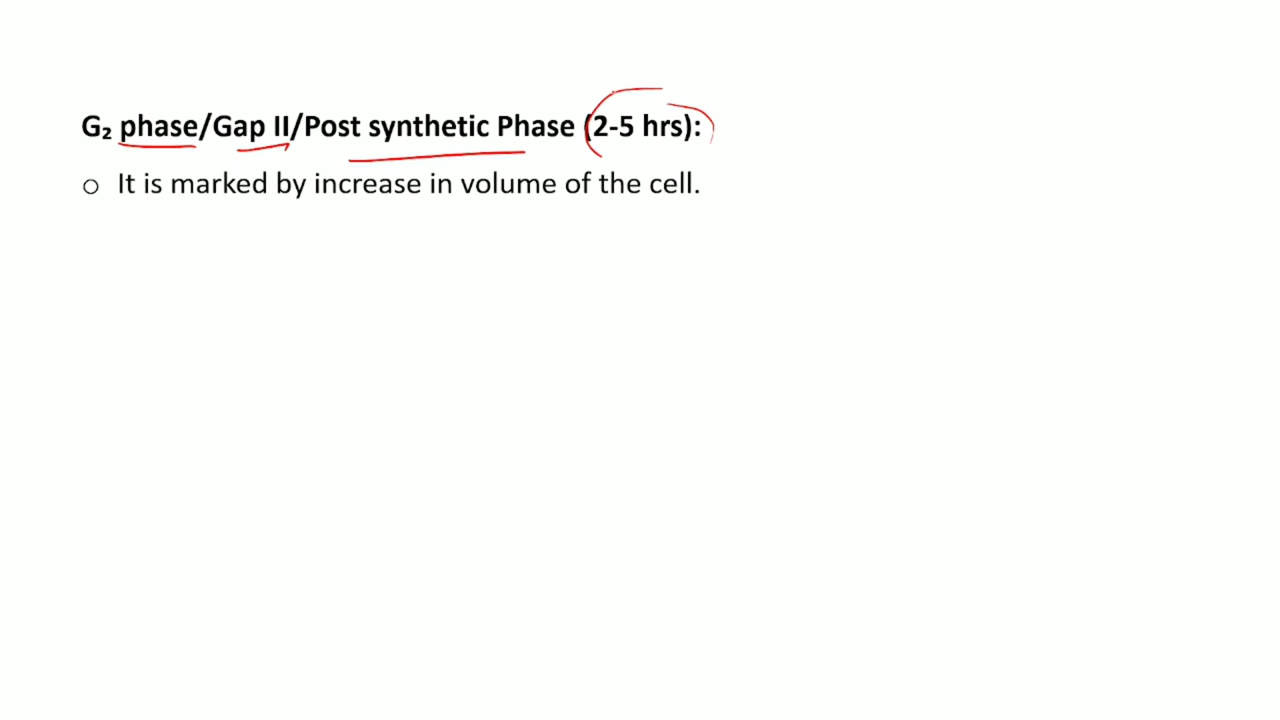 G₂ phase/Gap II/Post synthetic Phase (2-5 hrs):
o It is marked by increase in volume of the cell.